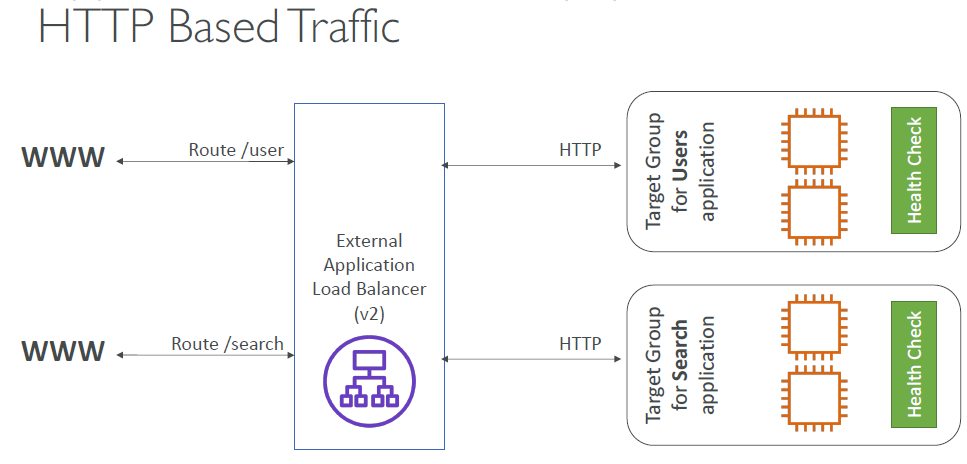 HTTP Based Traffic
WWW
Route /user
HTTP
Target Group
for Users
application
Health Check
External
Application
Load Balancer
(v2)
WWW
Route /search
HTTP
Target Group
for Search
application
Health Check